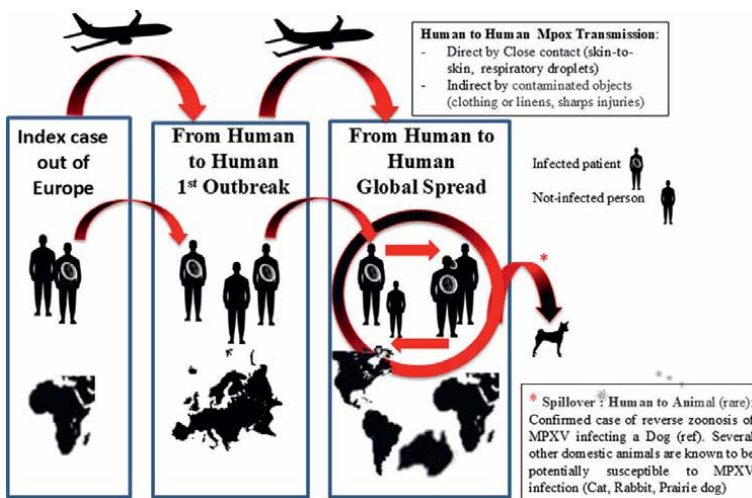 Human to Human Mpox Transmission:
- Direct by Close contact (skin-to-
skin, respiratory droplets)
- Indirect by contaminated objects
(clothing or linens, sharps injuries)
Index case
out of
Europe
From Human
to Human
1st Outbreak
From Human to
Human
Global Spread
Infected patient
Not-infected person
*
* Spillover : Human to Animal (rare):
Confirmed case of reverse zoonosis of
MPXV infecting a Dog (ref). Several
other domestic animals are known to be
potentially susceptible to MPXV
infection (Cat, Rabbit, Prairie dog)